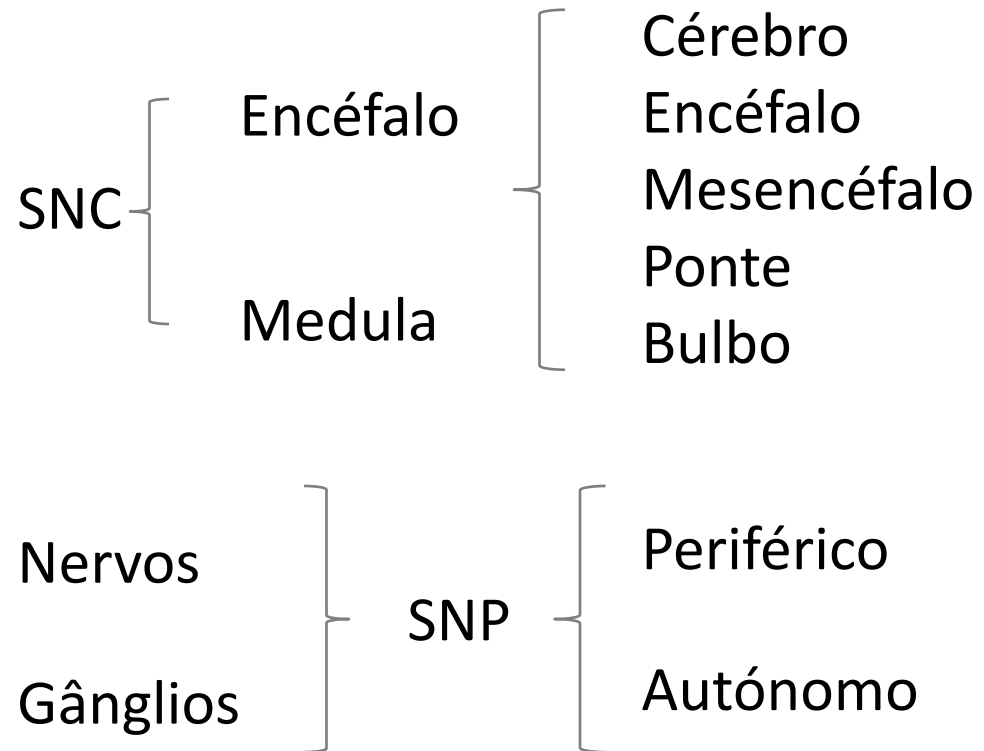 SNC
Encéfalo
Medula
Cérebro
Encéfalo
Mesencéfalo
Ponte
Bulbo
Nervos
Gânglios
SNP
Periférico
Autónomo